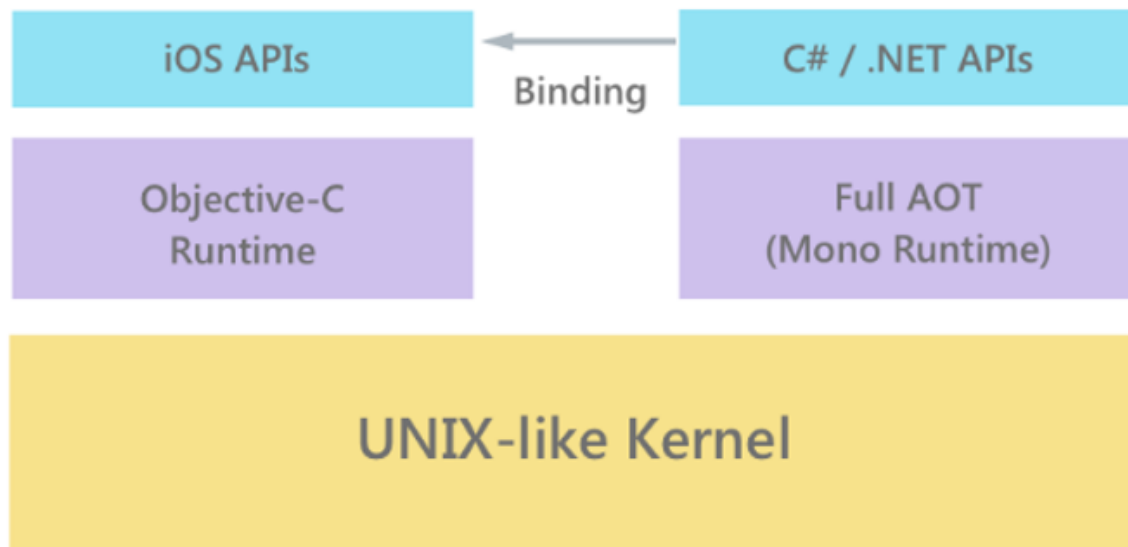 iOS APIs
C# / .NET APIs
Binding
Objective-C
Runtime
Full AOT
(Mono Runtime)
UNIX-like Kernel